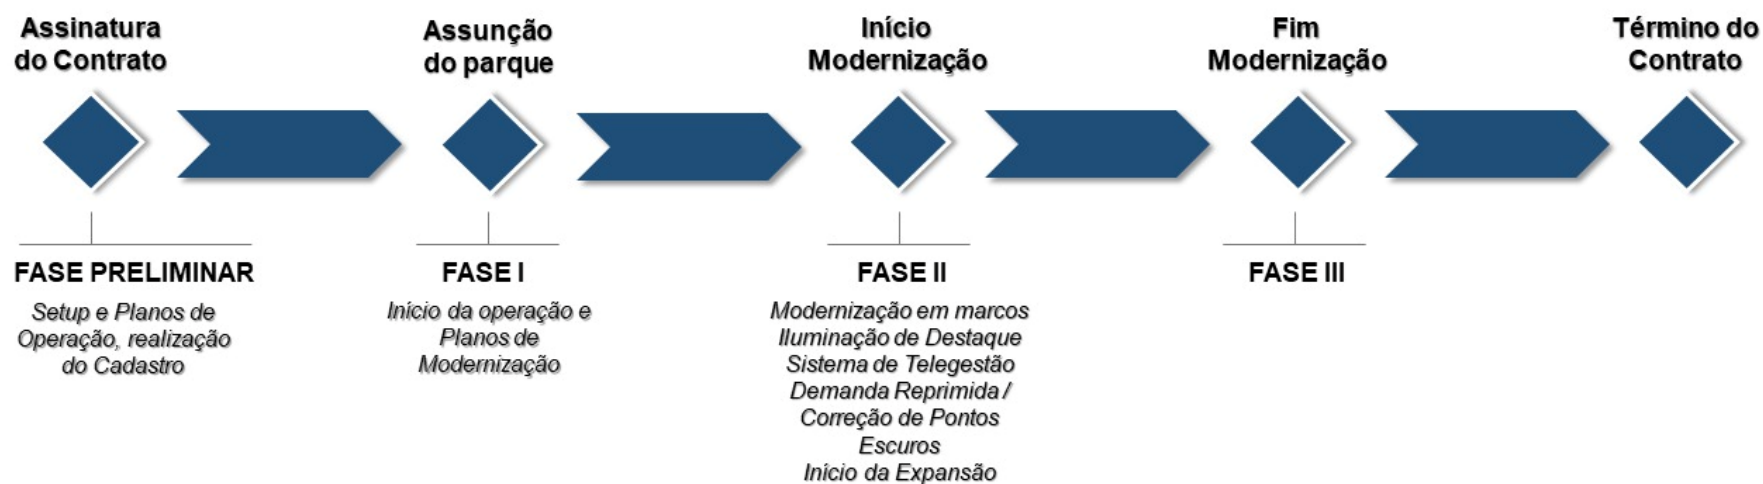 Assinatura
do Contrato
Assunção
do parque
Início
Modernização
Fim
Modernização
Término do
Contrato
FASE PRELIMINAR
Setup e Planos de
Operação, realização
do Cadastro
FASE I
Início da operação e
Planos de
Modernização
FASE II
Modernização em marcos
Iluminação de Destaque
Sistema de Telegestão
Demanda Reprimida /
Correção de Pontos
Escuros
Início da Expansão
FASE III